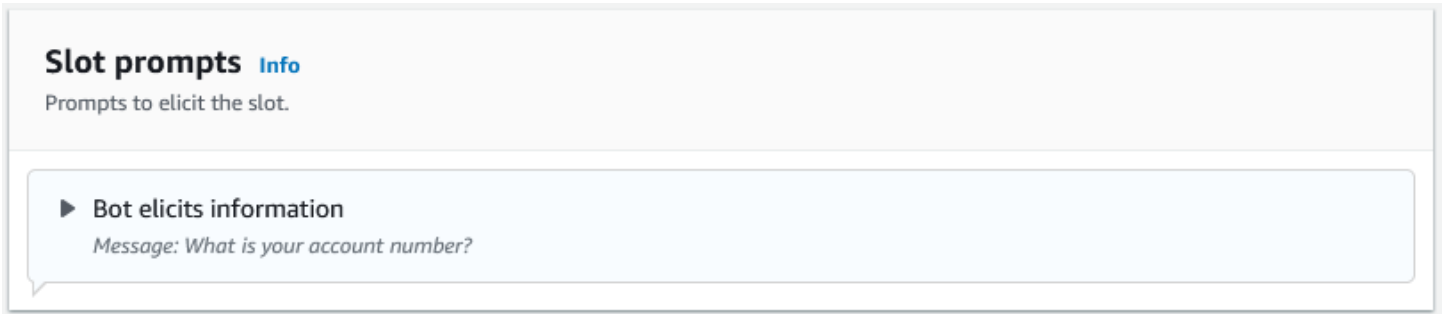 Slot prompts Info
Prompts to elicit the slot.
Bot elicits information
Message: What is your account number?